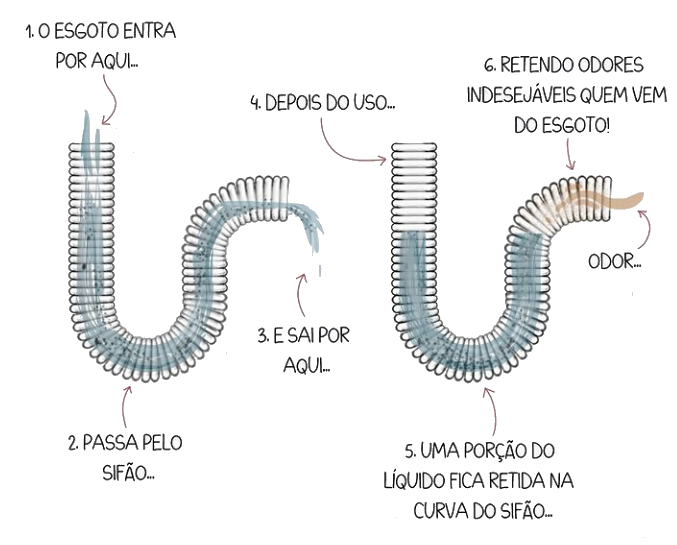 1. O ESGOTO ENTRA
POR AQUI...
2. PASSA PELO
SIFÃO...
3. E SAI POR
AQUI...
4. DEPOIS DO USO...
5. UMA PORÇÃO DO
LÍQUIDO FICA RETIDA NA
CURVA DO SIFÃO...
6. RETENDO ODORES
INDESEJÁVEIS QUEM VEM
DO ESGOTO!
ODOR...